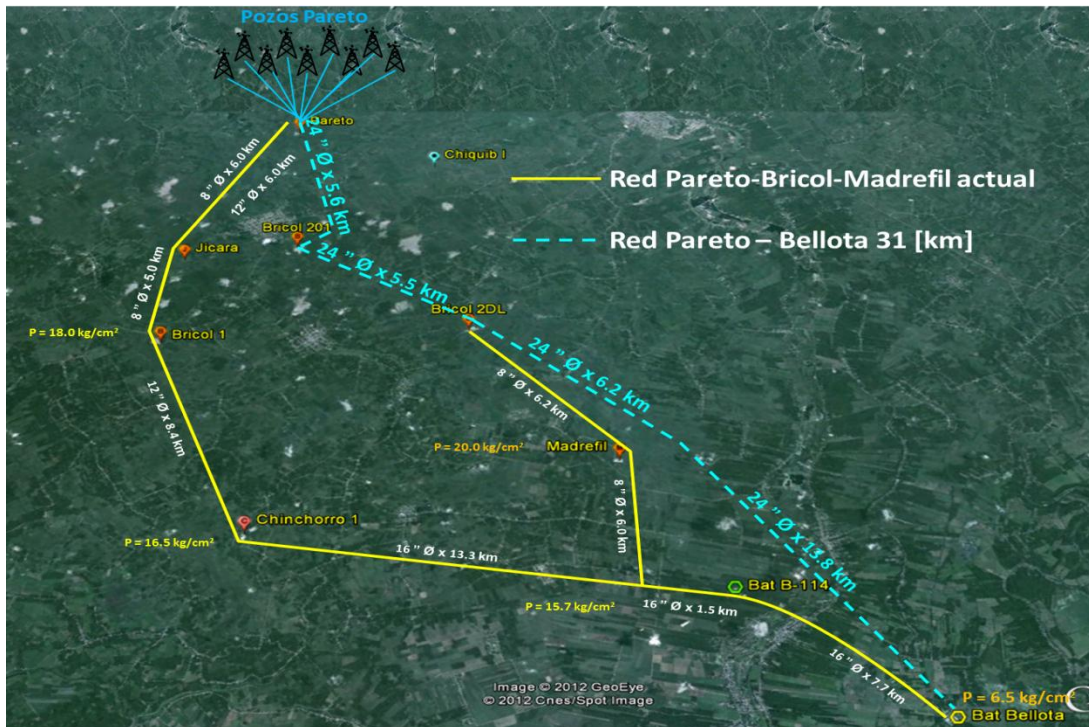 Pozos Pareto
Pareto
Chiquib I
8 " Ø x 6.0 km
12" Ø x 6.0 km
24 " Ø x 5.6 km
Red Pareto-Bricol-Madrefil actual
Red Pareto – Bellota 31 [km]
Bricol 201
Jicara
24 " Ø x 5.5 km
8 " Ø x 5.0 km
Bricol 2DL
P = 18.0 kg/cm²
Bricol 1
24 " Ø x 6.2 km
8 " Ø x 6.2 km
12" Ø x 8.4 km
P = 20.0 kg/cm²
Madrefil
8 " Ø x 6.0 km
24 " Ø x 13.8 km
Chinchorro 1
P = 16.5 kg/cm²
16 " Ø x 13.3 km
Bat B-114
P = 15.7 kg/cm²
16 " Ø x 1.5 km
16 " Ø x 7.7 km
Image © 2012 GeoEye
© 2012 Cnes/Spot Image
P = 6.5 kg/cm²
Bat Bellota